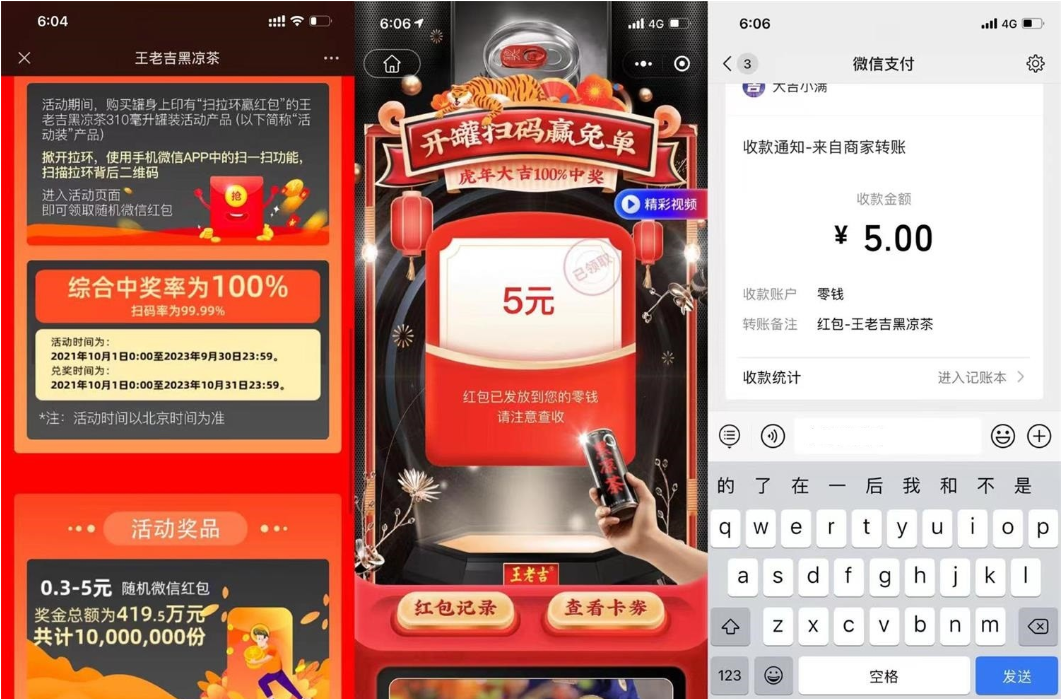 6:04
王老吉黑凉茶
活动期间，购买罐身上印有“扫拉环赢红包”的王
老吉黑凉茶310毫升罐装活动产品 (以下简称“活
动装”产品)
掀开拉环，使用手机微信APP中的扫一扫功能，
扫描拉环背后二维码
进入活动页面
即可领取随机微信红包
抢
综合中奖率为100%
扫码率为99.99%
活动时间为：
2021年10月1日0:00至2023年9月30日23:59。
兑奖时间为：
2021年10月1日0:00至2023年10月31日23:59。
*注：活动时间以北京时间为准
活动奖品
0.3-5元 随机微信红包
奖金总额为419.5万元
共计10,000,000份
6:06
4G
开罐扫码赢免单
虎年大吉100%中奖
精彩视频
已领取
5元
红包已发放到您的零钱
请注意查收
黑凉茶
王老吉
红包记录
查看卡券
6:06
4G
3
微信支付
大吉小满
收款通知-来自商家转账
收款金额
¥ 5.00
收款账户 零钱
转账备注 红包-王老吉黑凉茶
收款统计 进入记账本
的 了 在 一 后 我 和 不 是
q w e r t y u i o p
a s d f g h j k l
z x c v b n m
123 空格 发送